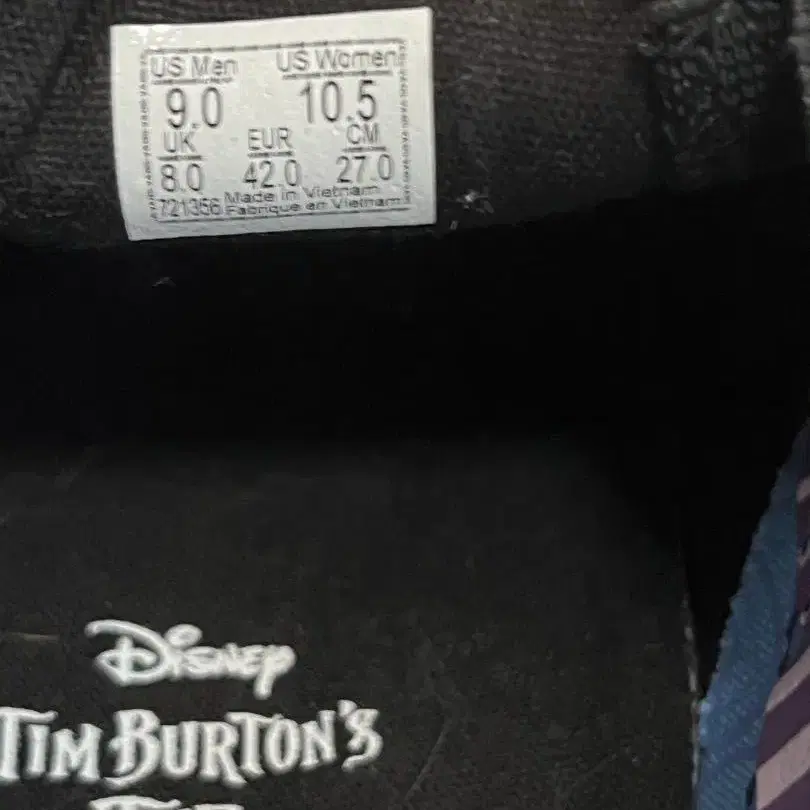 US Men US Women
9.0 10.5
UK EUR CM
8.0 42.0 27.0
721356 Made in Vietnam
Fabriqué en Vietnam
Disney
TIM BURTON'S